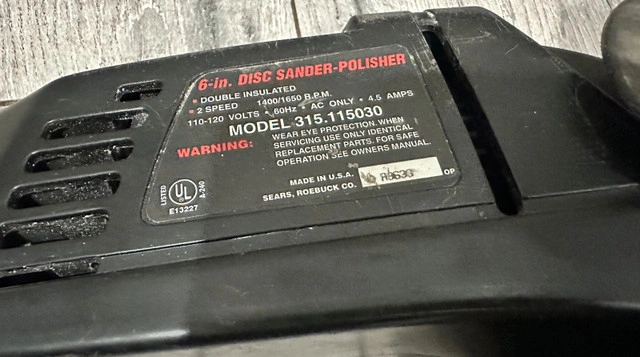 6-in. DISC SANDER-POLISHER
• DOUBLE INSULATED
• 2 SPEED 1400/1650 R.P.M.
110-120 VOLTS • 60Hz • AC ONLY • 4.5 AMPS
MODEL 315.115030
WARNING: WEAR EYE PROTECTION. WHEN
SERVICING USE ONLY IDENTICAL
REPLACEMENT PARTS. FOR SAFE
OPERATION SEE OWNERS MANUAL.
LISTED UL A-240
E13227
MADE IN U.S.A.
SEARS, ROEBUCK CO. OP